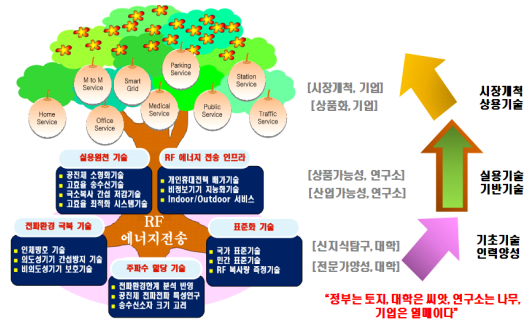 Parking
Service
M to M
Service
Smart
Grid
Station
Service
Home
Service
Office
Service
Medical
Service
Public
Service
Traffic
Service
[시장개척, 기업]
[상품화, 기업]
시장개척
상용기술
실용원천 기술
공진체 소형화기술
고효율 송수신기술
국소복사 간섭 저감기술
고효율 최적화 시스템기술
RF 에너지 전송 인프라
개인휴대전력 배게기술
비정보기기 지능화기술
Indoor/Outdoor 서비스
[상품가능성, 연구소]
[산업가능성, 연구소]
실용기술
기반기술
RF
에너지전송
전파환경 극복 기술
인체방호 기술
의도성기기 간섭방지 기술
비의도성기기 보호기술
표준화 기술
국가 표준기술
민간 표준기술
RF 복사량 측정기술
주파수 할당 기술
전파환경한계 분석 반영
공진체 전파전파 특성연구
송수신소자 크기 고려
[신지식탐구, 대학]
[전문가양성, 대학]
기초기술
인력양성
“정부는 토지, 대학은 씨앗, 연구소는 나무,
기업은 열매이다”